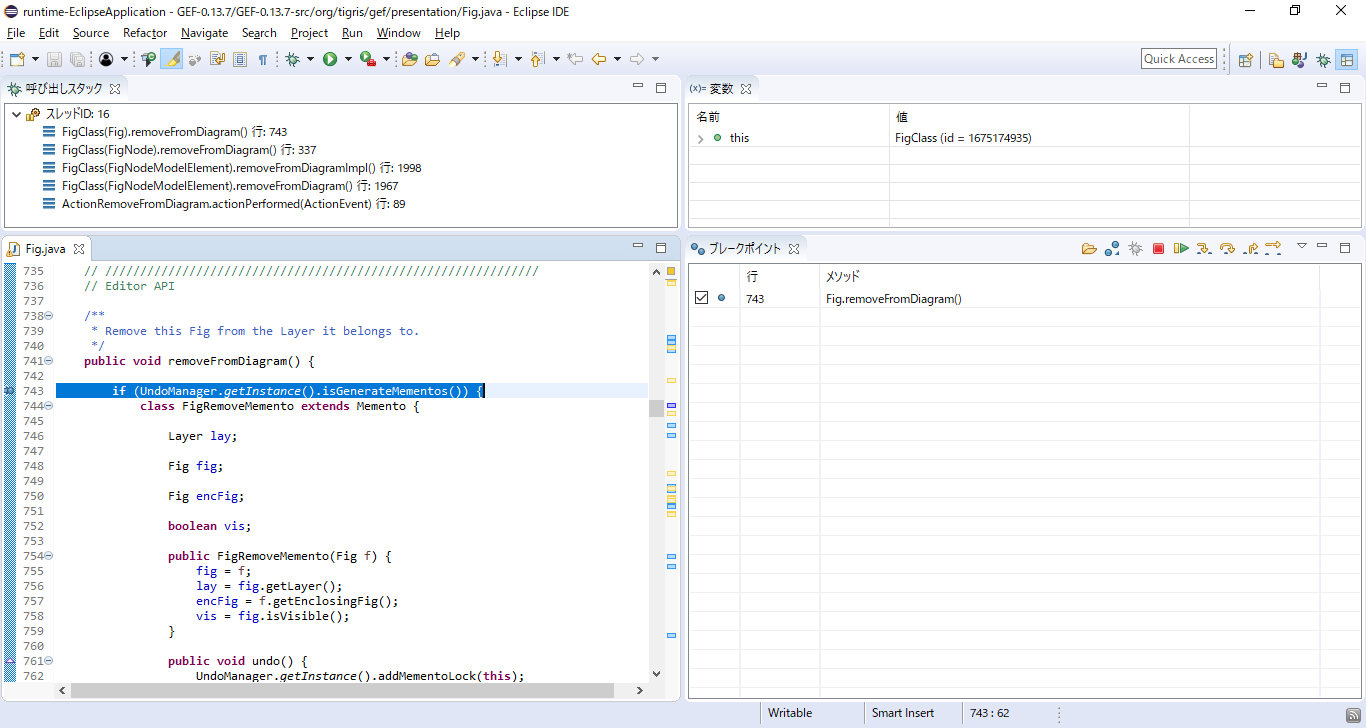 runtime-EclipseApplication - GEF-0.13.7/GEF-0.13.7-src/org/tigris/gef/presentation/Fig.java - Eclipse IDE
File Edit Source Refactor Navigate Search Project Run Window Help
Quick Access
呼び出しスタック
スレッドID: 16
FigClass(Fig).removeFromDiagram() 行: 743
FigClass(FigNode).removeFromDiagram() 行: 337
FigClass(FigNodeModelElement).removeFromDiagramImpl() 行: 1998
FigClass(FigNodeModelElement).removeFromDiagram() 行: 1967
ActionRemoveFromDiagram.actionPerformed(ActionEvent) 行: 89
(x)= 変数
名前 値
this FigClass (id = 1675174935)
Fig.java
735 // //////////////////////////////////////////////////////////////
736 // Editor API
737
738 /**
739 * Remove this Fig from the Layer it belongs to.
740 */
741 public void removeFromDiagram() {
742
743 if (UndoManager.getInstance().isGenerateMementos()) {
744 class FigRemoveMemento extends Memento {
745
746 Layer lay;
747
748 Fig fig;
749
750 Fig encFig;
751
752 boolean vis;
753
754 public FigRemoveMemento(Fig f) {
755 fig = f;
756 lay = fig.getLayer();
757 encFig = f.getEnclosingFig();
758 vis = fig.isVisible();
759 }
760
761 public void undo() {
762 UndoManager.getInstance().addMementoLock(this);
ブレークポイント
行 メソッド
743 Fig.removeFromDiagram()
Writable Smart Insert 743 : 62